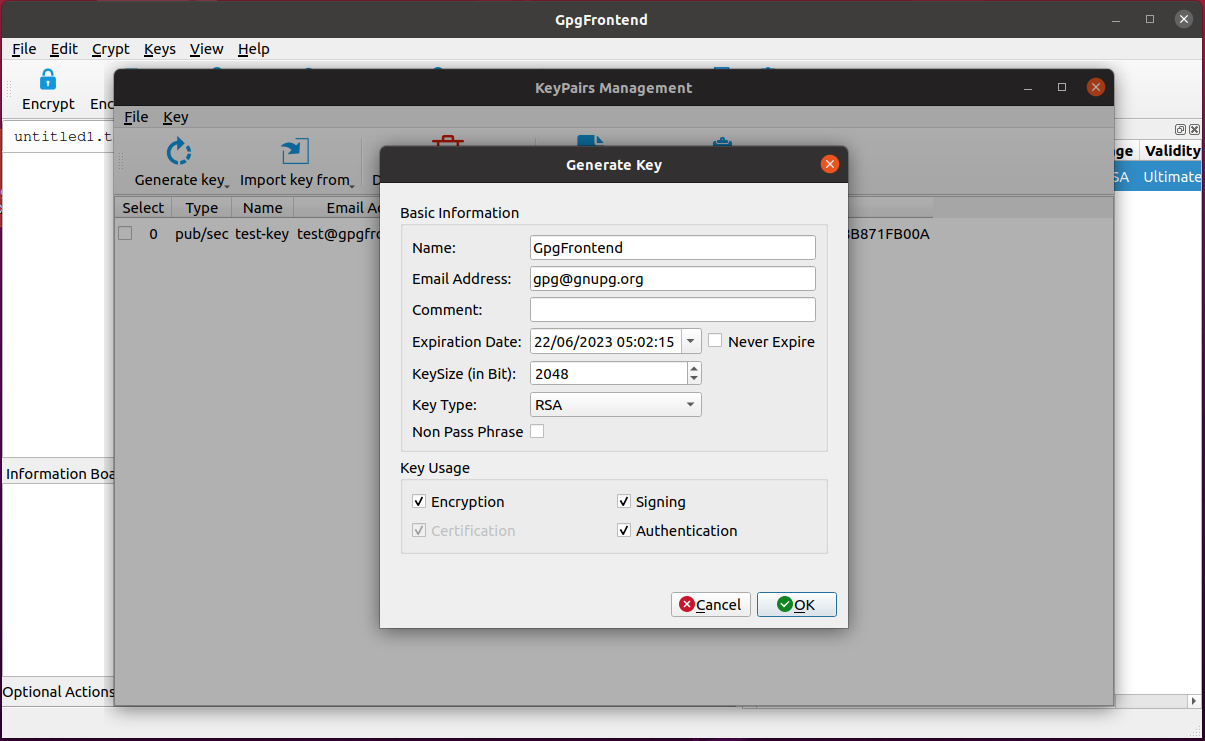 GpgFrontend
File Edit Crypt Keys View Help
Encrypt
untitled1.t
KeyPairs Management
File Key
Generate key Import key from
Select Type Name Email
0 pub/sec test-key test@gpgfr
B871FB00A
Validity
Ultimate
Generate Key
Basic Information
Name: GpgFrontend
Email Address: gpg@gnupg.org
Comment:
Expiration Date: 22/06/2023 05:02:15 Never Expire
KeySize (in Bit): 2048
Key Type: RSA
Non Pass Phrase
Key Usage
Encryption Signing
Certification Authentication
Cancel OK
Information Boa
Optional Actions